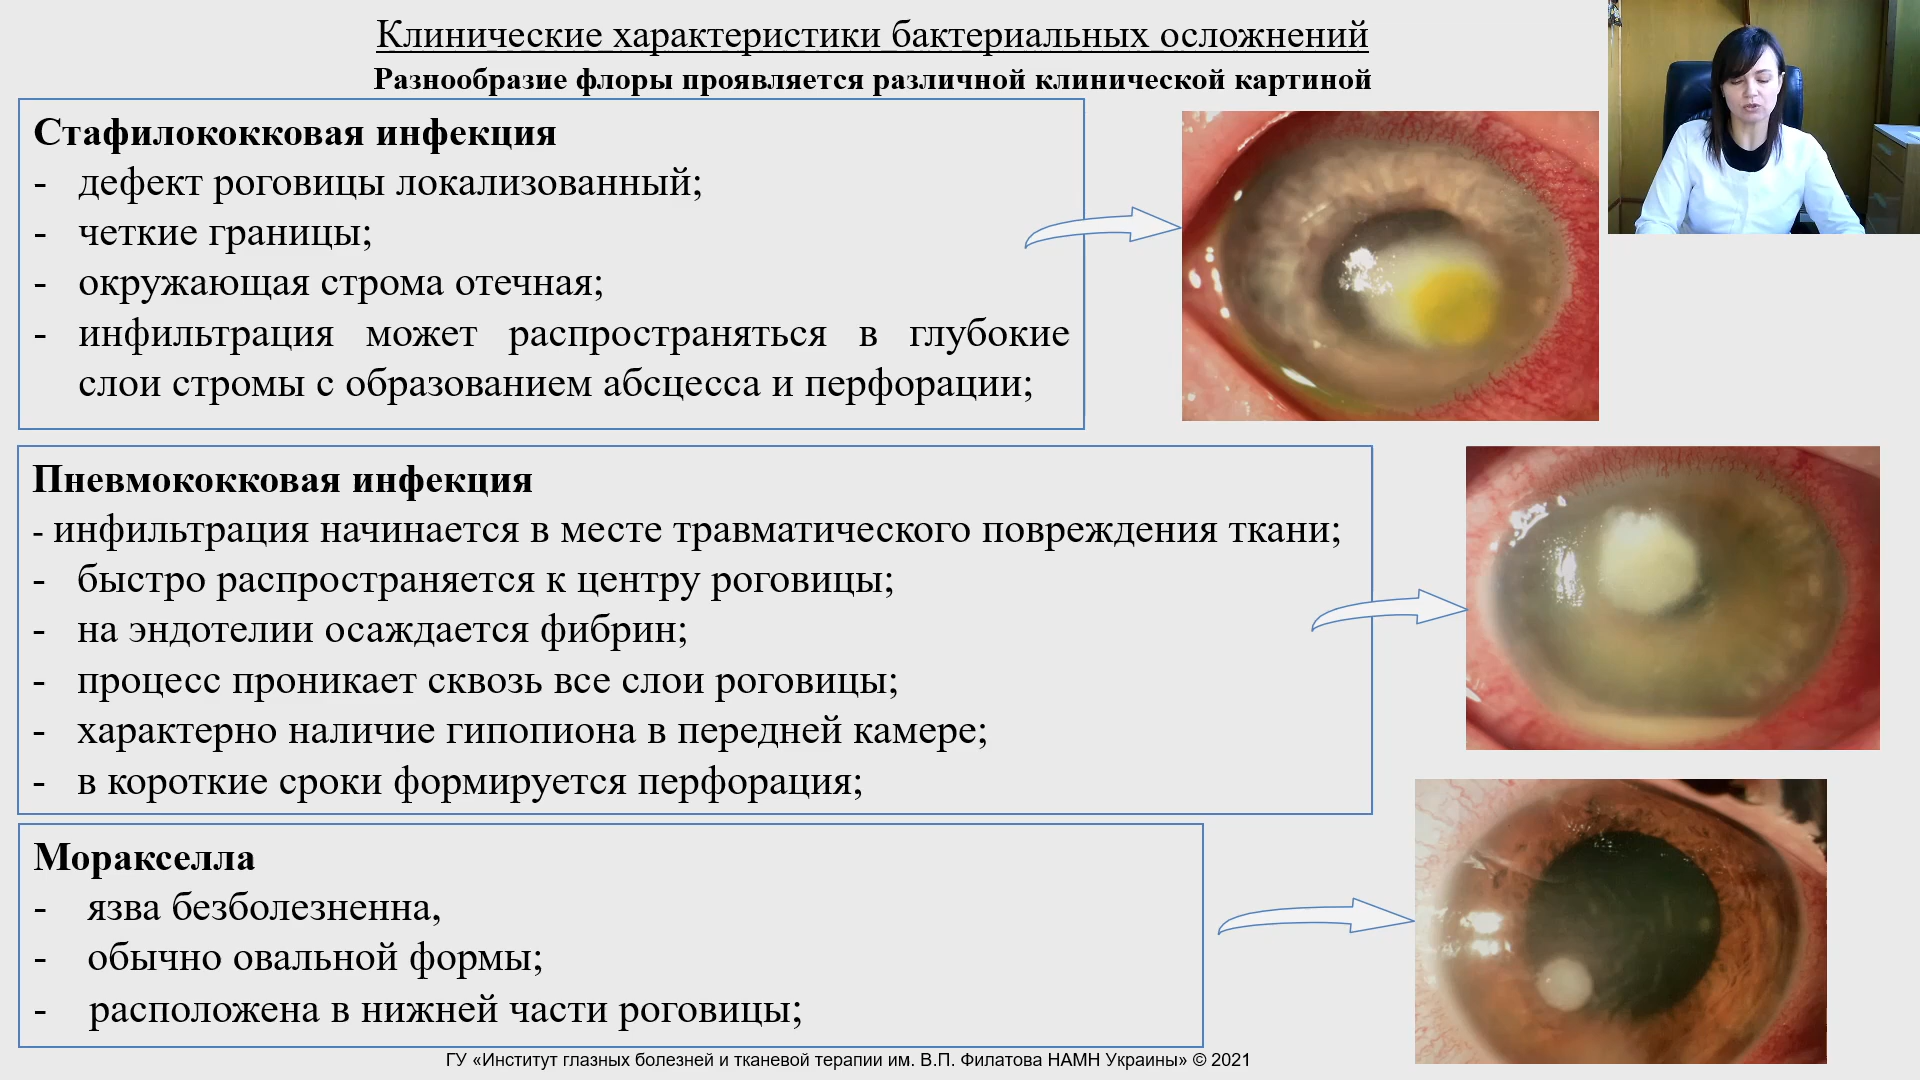 Клинические характеристики бактериальных осложнений
Разнообразие флоры проявляется различной клинической картиной
Стафилококковая инфекция
- дефект роговицы локализованный;
- четкие границы;
- окружающая строма отечная;
- инфильтрация может распространяться в глубокие
слои стромы с образованием абсцесса и перфорации;
Пневмококковая инфекция
- инфильтрация начинается в месте травматического повреждения ткани;
- быстро распространяется к центру роговицы;
- на эндотелии осаждается фибрин;
- процесс проникает сквозь все слои роговицы;
- характерно наличие гипопиона в передней камере;
- в короткие сроки формируется перфорация;
Моракселла
- язва безболезненна,
- обычно овальной формы;
- расположена в нижней части роговицы;
ГУ «Институт глазных болезней и тканевой терапии им. В.П. Филатова НАМН Украины» © 2021